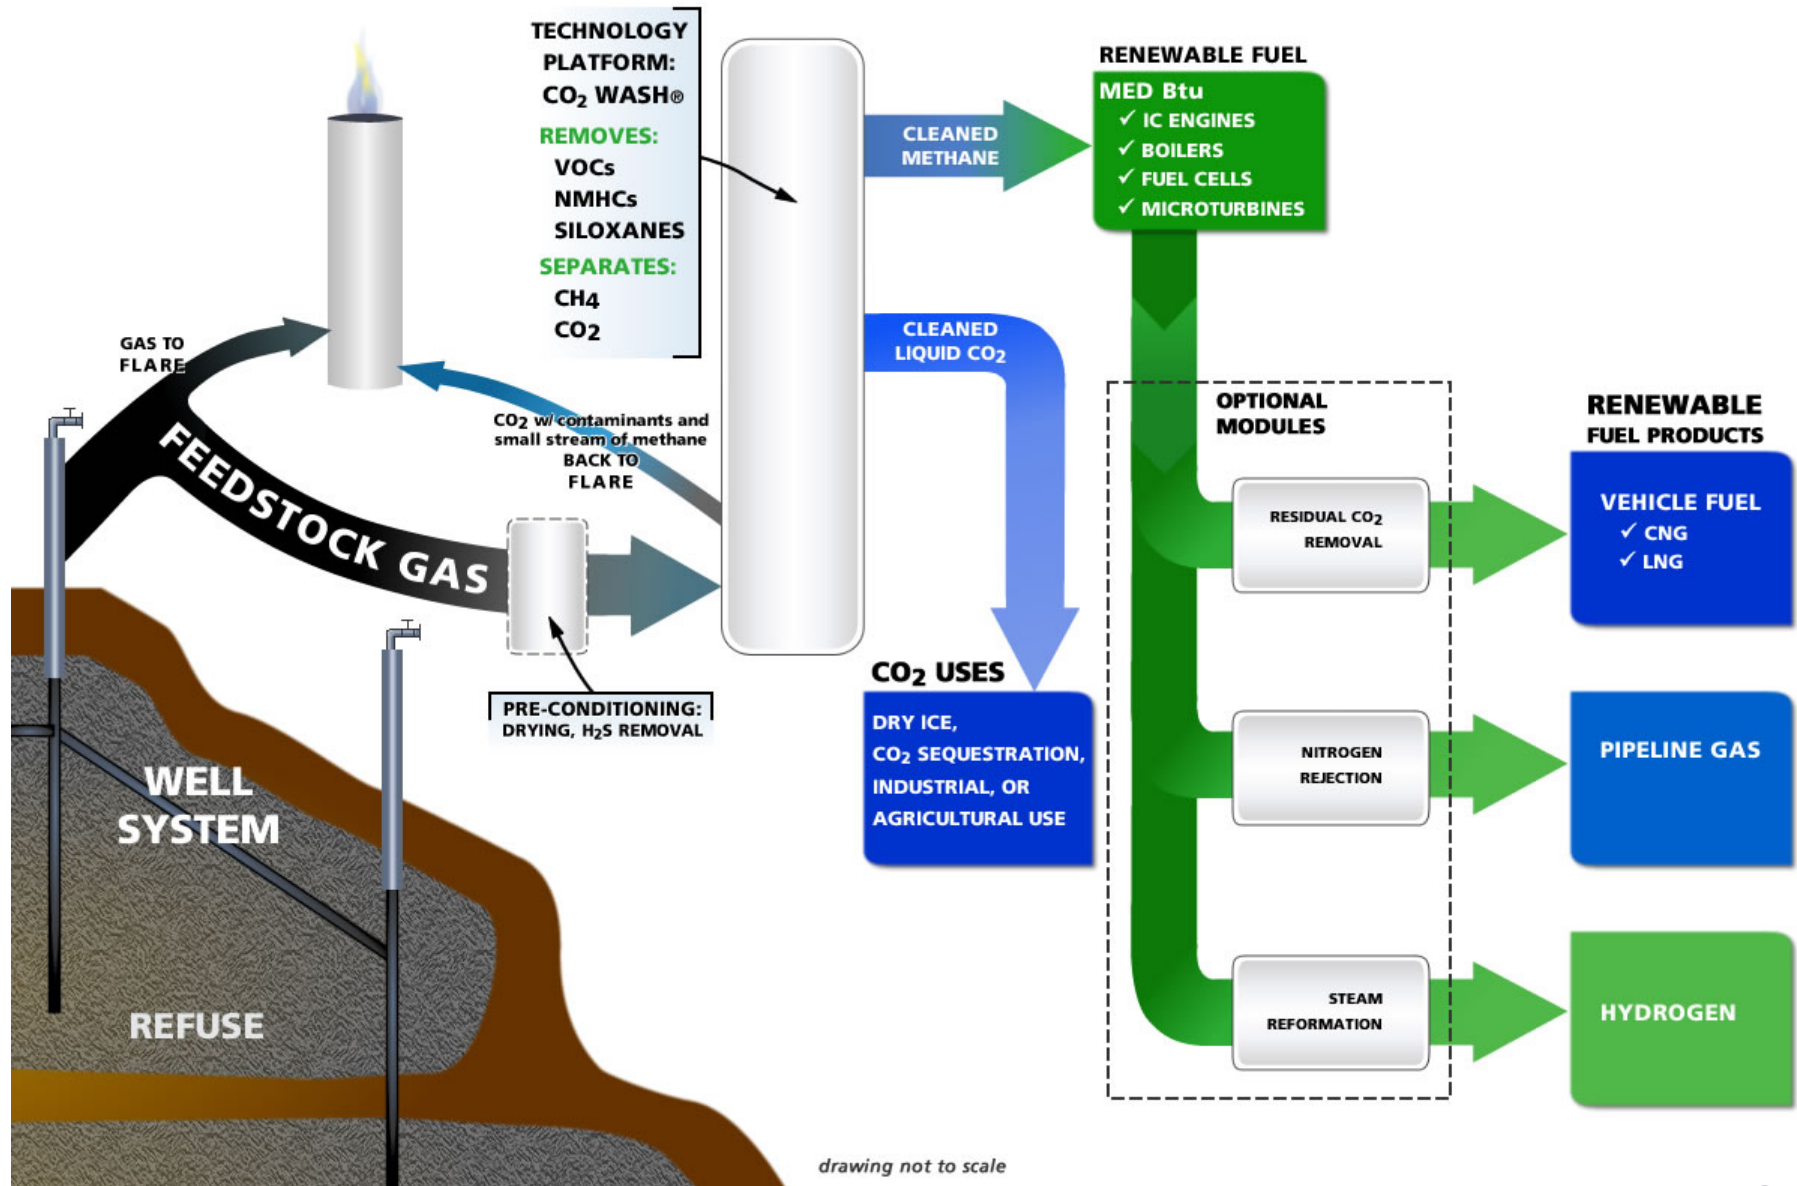 TECHNOLOGY
PLATFORM:
CO2 WASH®
REMOVES:
VOCs
NMHCs
SILOXANES
SEPARATES:
CH4
CO2
GAS TO
FLARE
CO2 w/ contaminants and
small stream of methane
BACK TO
FLARE
FEEDSTOCK GAS
PRE-CONDITIONING:
DRYING, H2S REMOVAL
WELL
SYSTEM
REFUSE
CLEANED
METHANE
CLEANED
LIQUID CO2
CO2 USES
DRY ICE,
CO2 SEQUESTRATION,
INDUSTRIAL, OR
AGRICULTURAL USE
RENEWABLE FUEL
MED Btu
✓ IC ENGINES
✓ BOILERS
✓ FUEL CELLS
✓ MICROTURBINES
OPTIONAL
MODULES
RESIDUAL CO2
REMOVAL
NITROGEN
REJECTION
STEAM
REFORMATION
RENEWABLE
FUEL PRODUCTS
VEHICLE FUEL
✓ CNG
✓ LNG
PIPELINE GAS
HYDROGEN
drawing not to scale